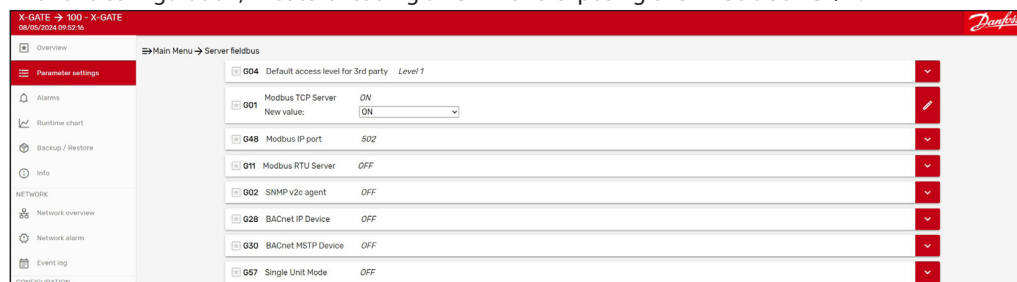 X-GATE → 100 - X-GATE
08/05/2024 09:52:16
Danfoss
Overview
Main Menu → Server fieldbus
G04 Default access level for 3rd party Level 1
Parameter settings
Alarms
G01 Modbus TCP Server ON
New value: ON
Runtime chart
G48 Modbus IP port 502
Backup / Restore
G11 Modbus RTU Server OFF
Info
G02 SNMP v2c agent OFF
NETWORK
Network overview
G28 BACnet IP Device OFF
Network alarm
G30 BACnet MSTP Device OFF
Event log
G57 Single Unit Mode OFF
CONFIGURATION